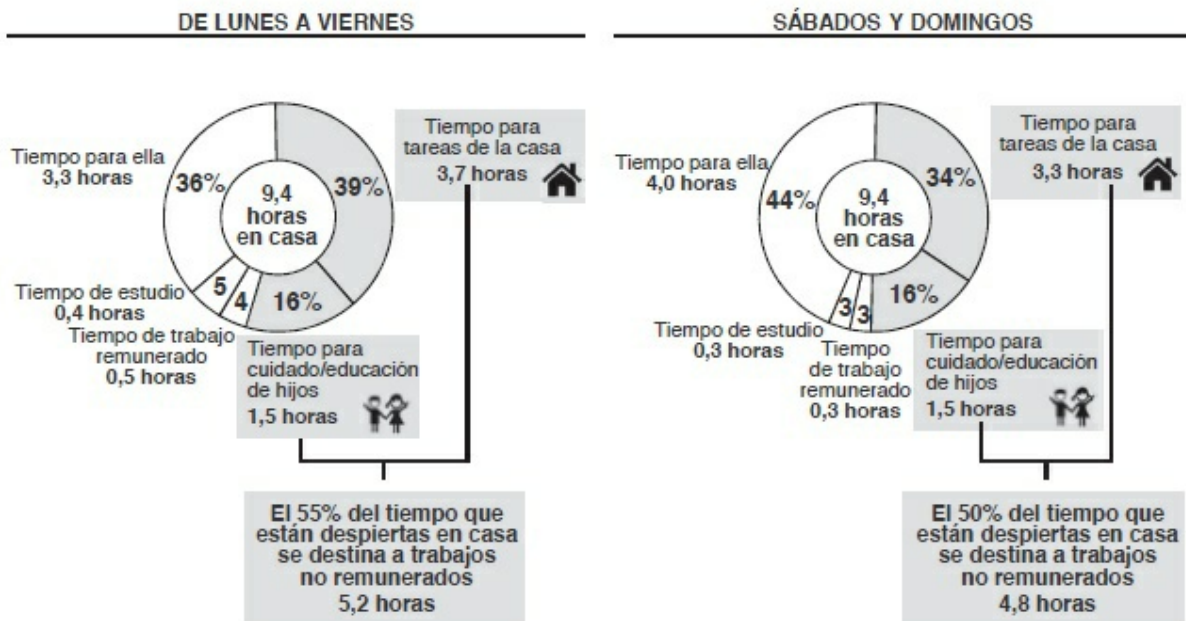 DE LUNES A VIERNES
Tiempo para ella
3,3 horas
36%
39%
9,4
horas
en casa
Tiempo para
tareas de la casa
3,7 horas
5
4
16%
Tiempo de estudio
0,4 horas
Tiempo de trabajo
remunerado
0,5 horas
Tiempo para
cuidado/educación
de hijos
1,5 horas
El 55% del tiempo que
están despiertas en casa
se destina a trabajos
no remunerados
5,2 horas
SÁBADOS Y DOMINGOS
Tiempo para ella
4,0 horas
44%
34%
9,4
horas
en casa
Tiempo para
tareas de la casa
3,3 horas
3
3
16%
Tiempo de estudio
0,3 horas
Tiempo
de trabajo
remunerado
0,3 horas
Tiempo para
cuidado/educación
de hijos
1,5 horas
El 50% del tiempo que
están despiertas en casa
se destina a trabajos
no remunerados
4,8 horas